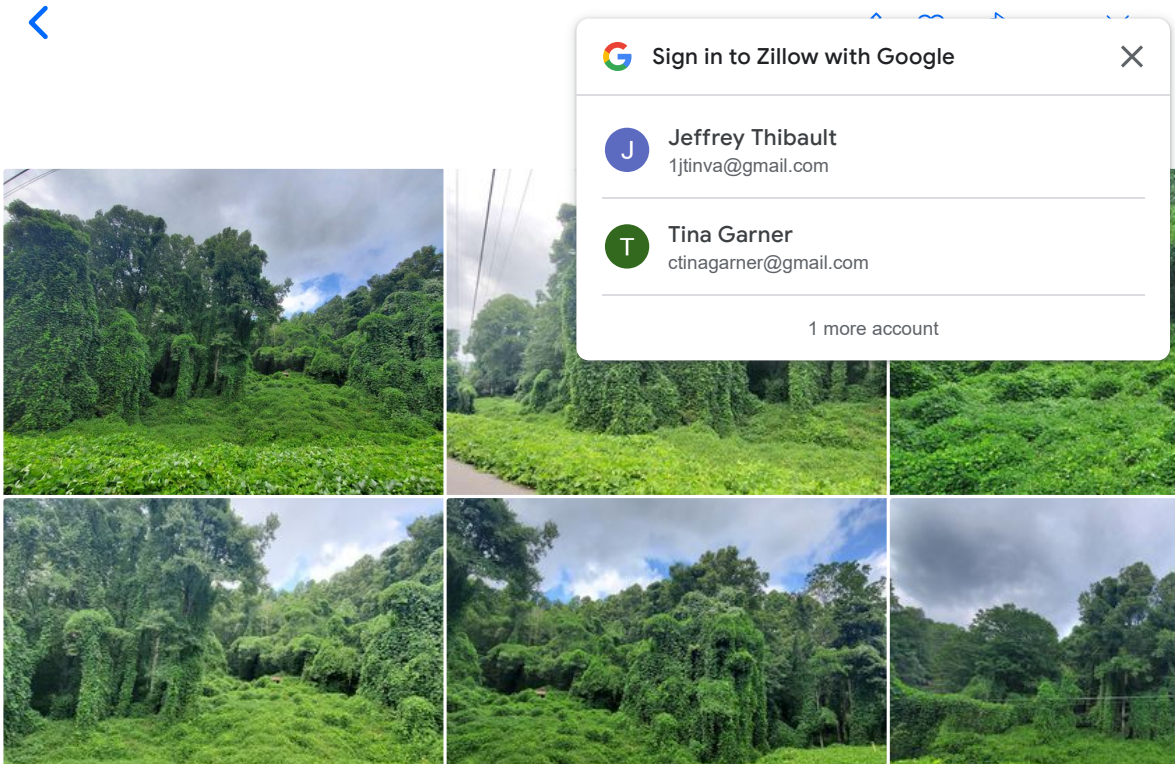 Sign in to Zillow with Google
J
Jeffrey Thibault
1jtinva@gmail.com
T
Tina Garner
ctinagarner@gmail.com
1 more account